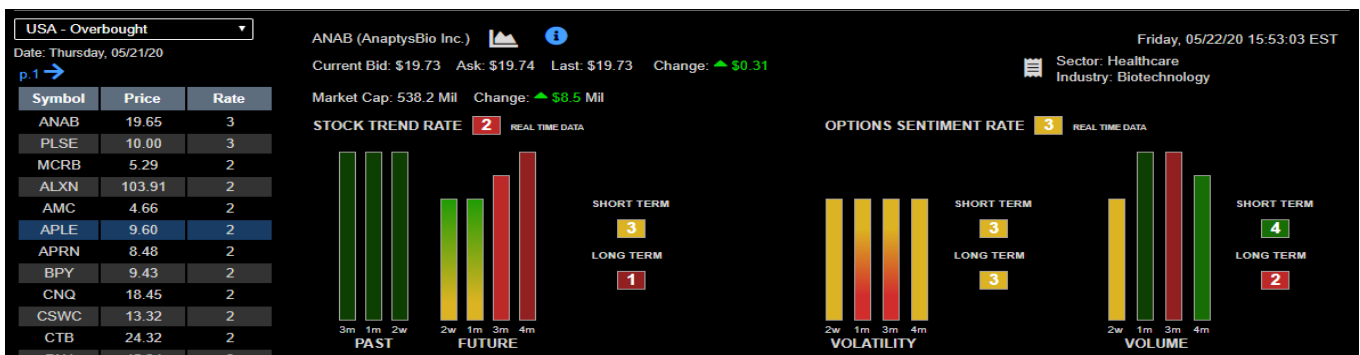 USA - Overbought
Date: Thursday, 05/21/20
p.1
Symbol Price Rate
ANAB 19.65 3
PLSE 10.00 3
MCRB 5.29 2
ALXN 103.91 2
AMC 4.66 2
APLE 9.60 2
APRN 8.48 2
BPY 9.43 2
CNQ 18.45 2
CSWC 13.32 2
CTB 24.32 2
ANAB (AnaptysBio Inc.)
Friday, 05/22/20 15:53:03 EST
Current Bid: $19.73 Ask: $19.74 Last: $19.73 Change: $0.31
Sector: Healthcare
Industry: Biotechnology
Market Cap: 538.2 Mil Change: $8.5 Mil
STOCK TREND RATE 2 REAL TIME DATA
SHORT TERM
3
LONG TERM
1
3m 1m 2w 2w 1m 3m 4m
PAST FUTURE
OPTIONS SENTIMENT RATE 3 REAL TIME DATA
SHORT TERM
3
LONG TERM
3
2w 1m 3m 4m
VOLATILITY
SHORT TERM
4
LONG TERM
2
2w 1m 3m 4m
VOLUME